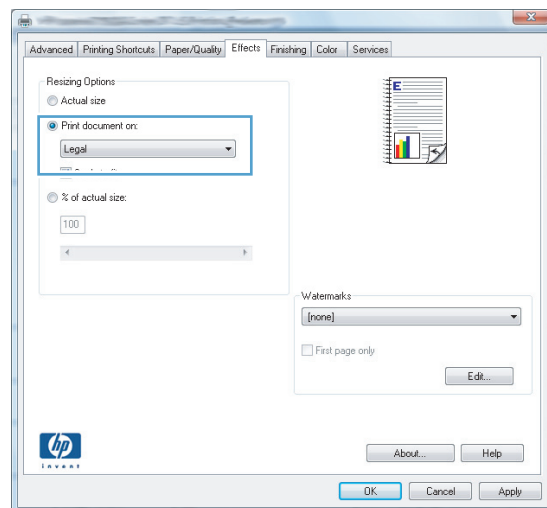 Advanced Printing Shortcuts Paper/Quality Effects Finishing Color Services
Resizing Options
Actual size
Print document on:
Legal
% of actual size:
100
E
Watermarks
[none]
First page only
Edit...
hp
invent
About... Help
OK Cancel Apply